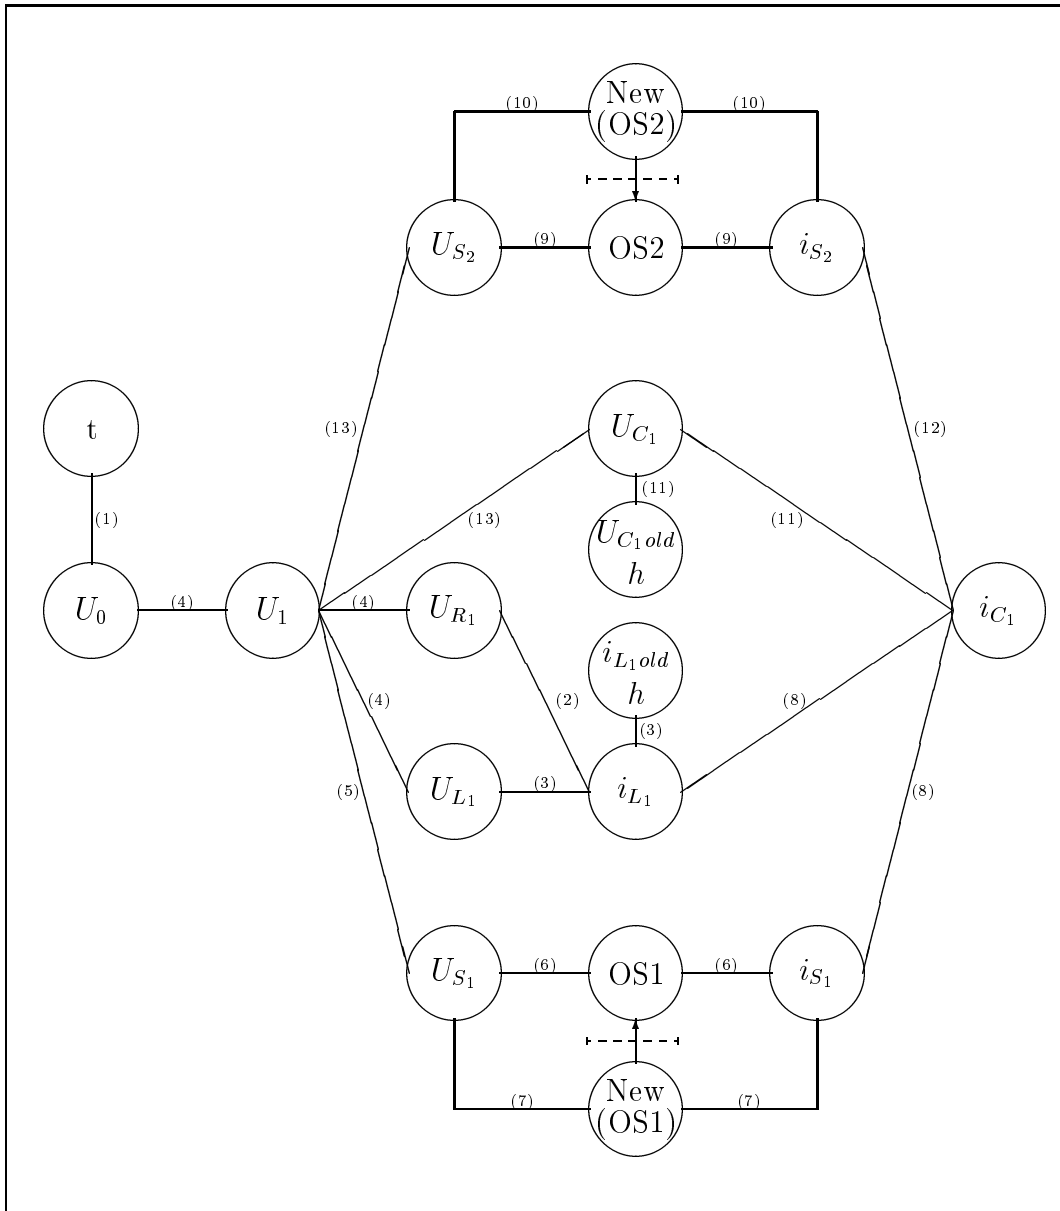 New
(OS2)
(10)
(10)
U_{S_2}
(9)
OS2
(9)
i_{S_2}
t
(13)
U_{C_1}
(12)
(1)
(13)
(11)
U_{C_1 old}
h
(11)
U_0
(4)
U_1
(4)
U_{R_1}
i_{C_1}
i_{L_1 old}
h
(4)
(2)
(3)
(8)
(5)
U_{L_1}
(3)
i_{L_1}
(8)
U_{S_1}
(6)
OS1
(6)
i_{S_1}
(7)
New
(OS1)
(7)